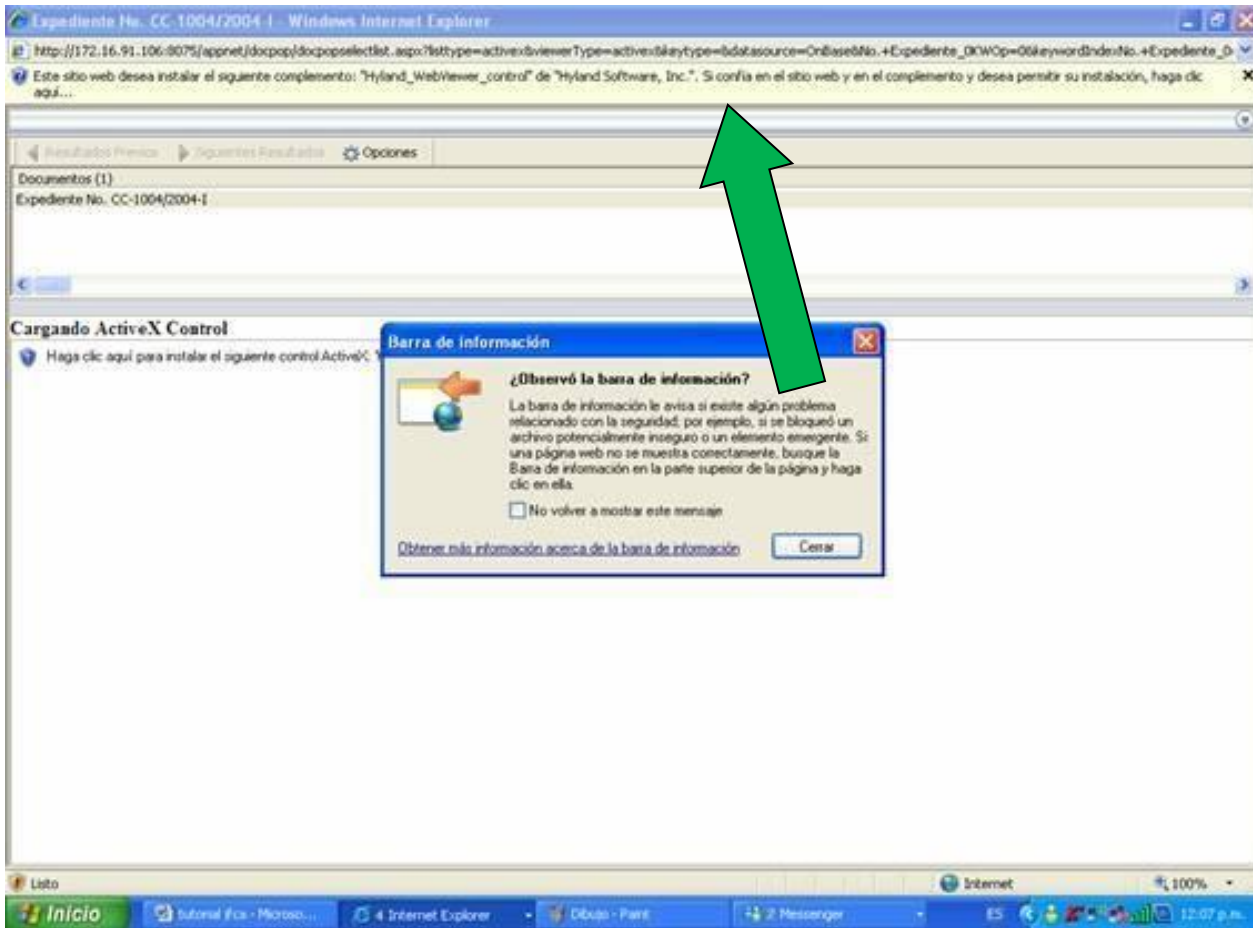 Expediente No. CC-1004/2004-I - Windows Internet Explorer
http://172.16.91.106:8075/appnet/docpop/docpopselectlist.aspx?listtype=active&viewerType=activex&keytype=&datasource=OnBase&No.+Expediente_0KWOp=0&keywordIndexNo.+Expediente_0
Este sitio web desea instalar el siguiente complemento: "Hyland_WebViewer_control" de "Hyland Software, Inc.". Si confía en el sitio web y en el complemento y desea permitir su instalación, haga clic
aquí...
Resultados Previos Siguientes Resultados Opciones
Documentos (1)
Expediente No. CC-1004/2004-I
Cargando ActiveX Control
Haga clic aquí para instalar el siguiente control ActiveX:
Barra de información
¿Observó la barra de información?
La barra de información le avisa si existe algún problema
relacionado con la seguridad, por ejemplo, si se bloqueó un
archivo potencialmente inseguro o un elemento emergente. Si
una página web no se muestra correctamente, busque la
Barra de información en la parte superior de la página y haga
clic en ella.
No volver a mostrar este mensaje
Obtener más información acerca de la barra de información
Cerrar
Listo
Internet
100%
Inicio
tutorial ifca - Microso...
4 Internet Explorer
Dibujo - Paint
2 Messenger
ES
12:07 p.m.